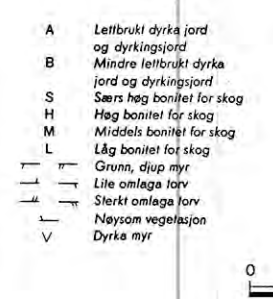 A Lettbrukt dyrka jord
og dyrkingsjord
B Mindre lettbrukt dyrka
jord og dyrkingsjord
S Særs høg bonitet for skog
H Høg bonitet for skog
M Middels bonitet for skog
L Låg bonitet for skog
Grunn, djup myr
Lite omlaga torv
Sterkt omlaga torv
Nøysom vegetasjon
V Dyrka myr
0